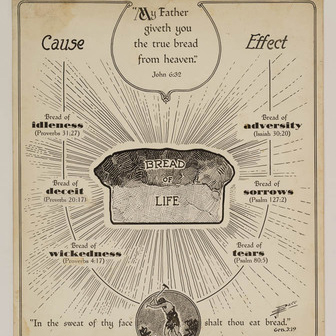 "My Father
giveth you
the true bread
from heaven."
John 6:32
Cause
Effect
Bread of
idleness
(Proverbs 31:27)
Bread of
adversity
(Isaiah 30:20)
BREAD
OF
LIFE
Bread of
deceit
(Proverbs 20:17)
Bread of
sorrows
(Psalm 127:2)
Bread of
wickedness
(Proverbs 4:17)
Bread of
tears
(Psalm 80:5)
"In the sweat of thy face shalt thou eat bread."
Gen. 3:19